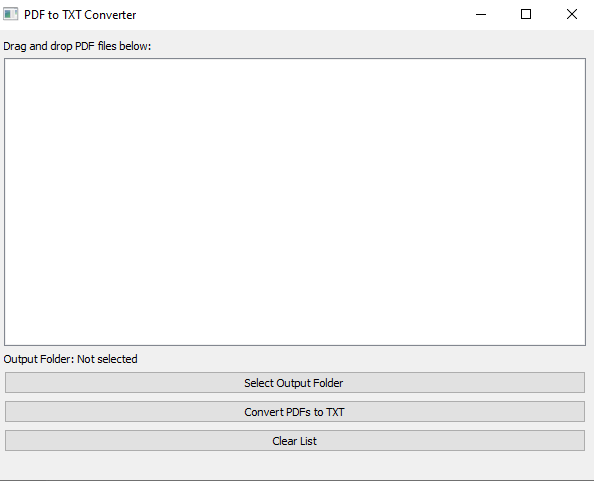 PDF to TXT Converter
Drag and drop PDF files below:
Output Folder: Not selected
Select Output Folder
Convert PDFs to TXT
Clear List